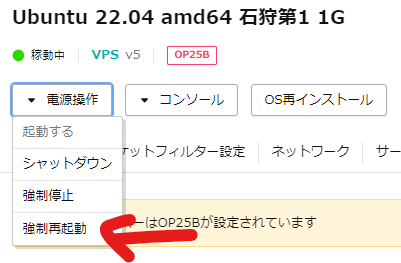 Ubuntu 22.04 amd64 石狩第1 1G
稼動中 VPS v5 OP25B
電源操作 コンソール OS再インストール
起動する
シャットダウン
ケットフィルター設定 ネットワーク サー
強制停止
強制再起動
ーはOP25Bが設定されています